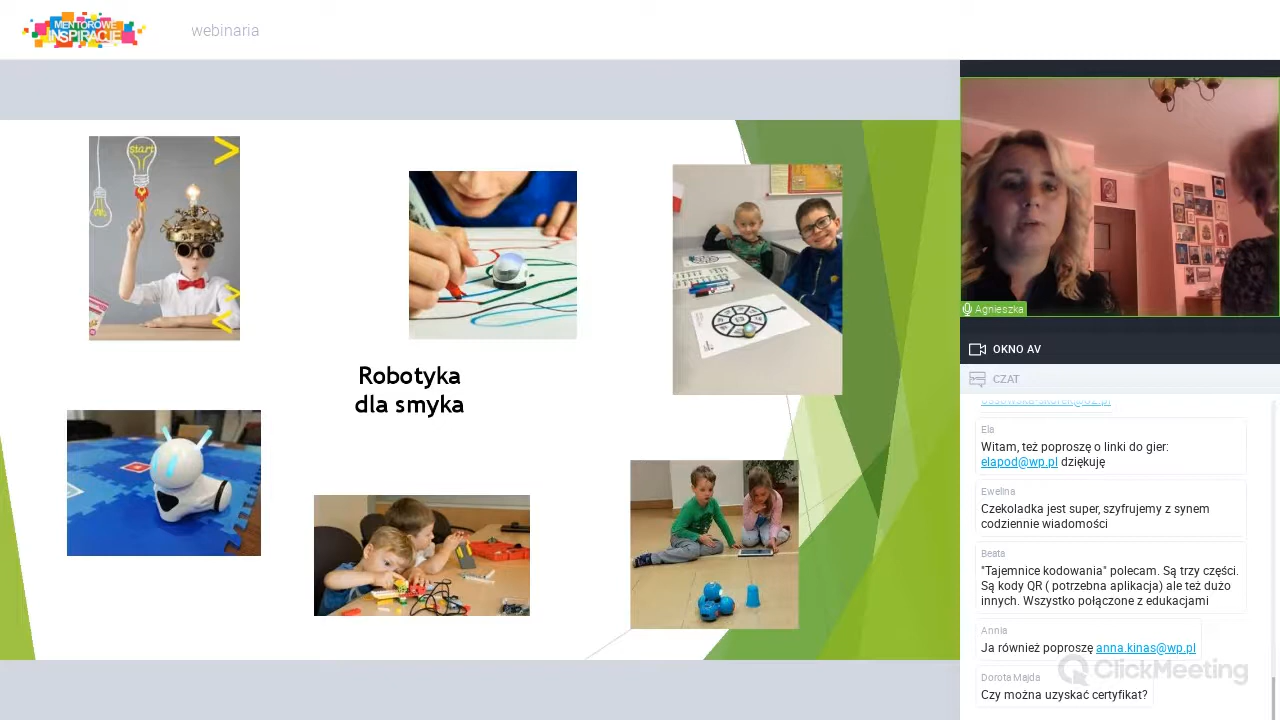 MENTOROWE
INSPIRACJE
webinaria
start
Robotyka
dla smyka
Agnieszka
OKNO AV
CZAT
Ela
Witam, też poproszę o linki do gier:
elapod@wp.pl dziękuję
Ewelina
Czekoladka jest super, szyfrujemy z synem
codziennie wiadomości
Beata
"Tajemnice kodowania" polecam. Są trzy części.
Są kody QR ( potrzebna aplikacja) ale też dużo
innych. Wszystko połączone z edukacjami
Annia
Ja również poproszę anna.kinas@wp.pl
Dorota Majda
Czy można uzyskać certyfikat?
ClickMeeting